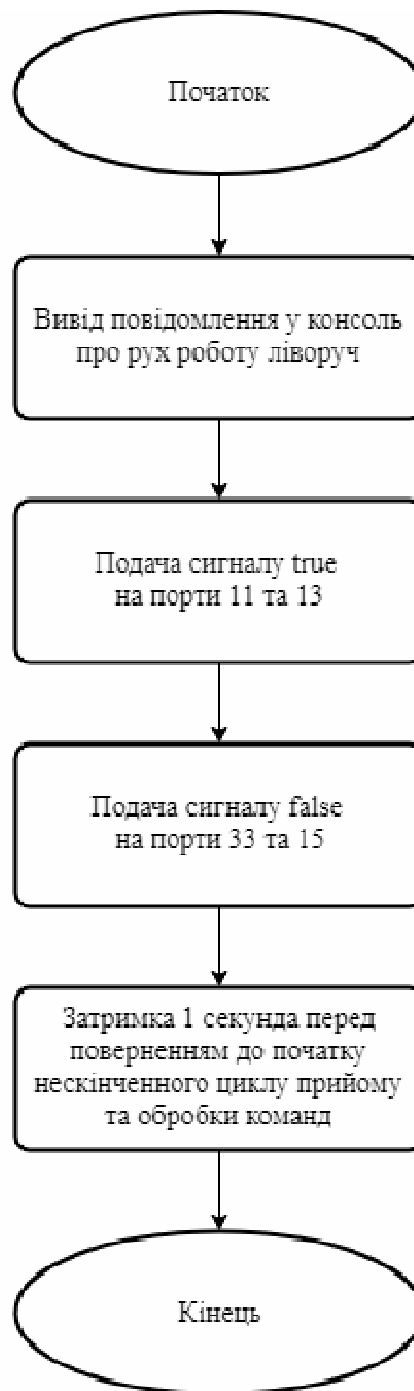 Початок
Вивід повідомлення у консоль
про рух роботу ліворуч
Подача сигналу true
на порти 11 та 13
Подача сигналу false
на порти 33 та 15
Затримка 1 секунда перед
поверненням до початку
нескінченного циклу прийому
та обробки команд
Кінець